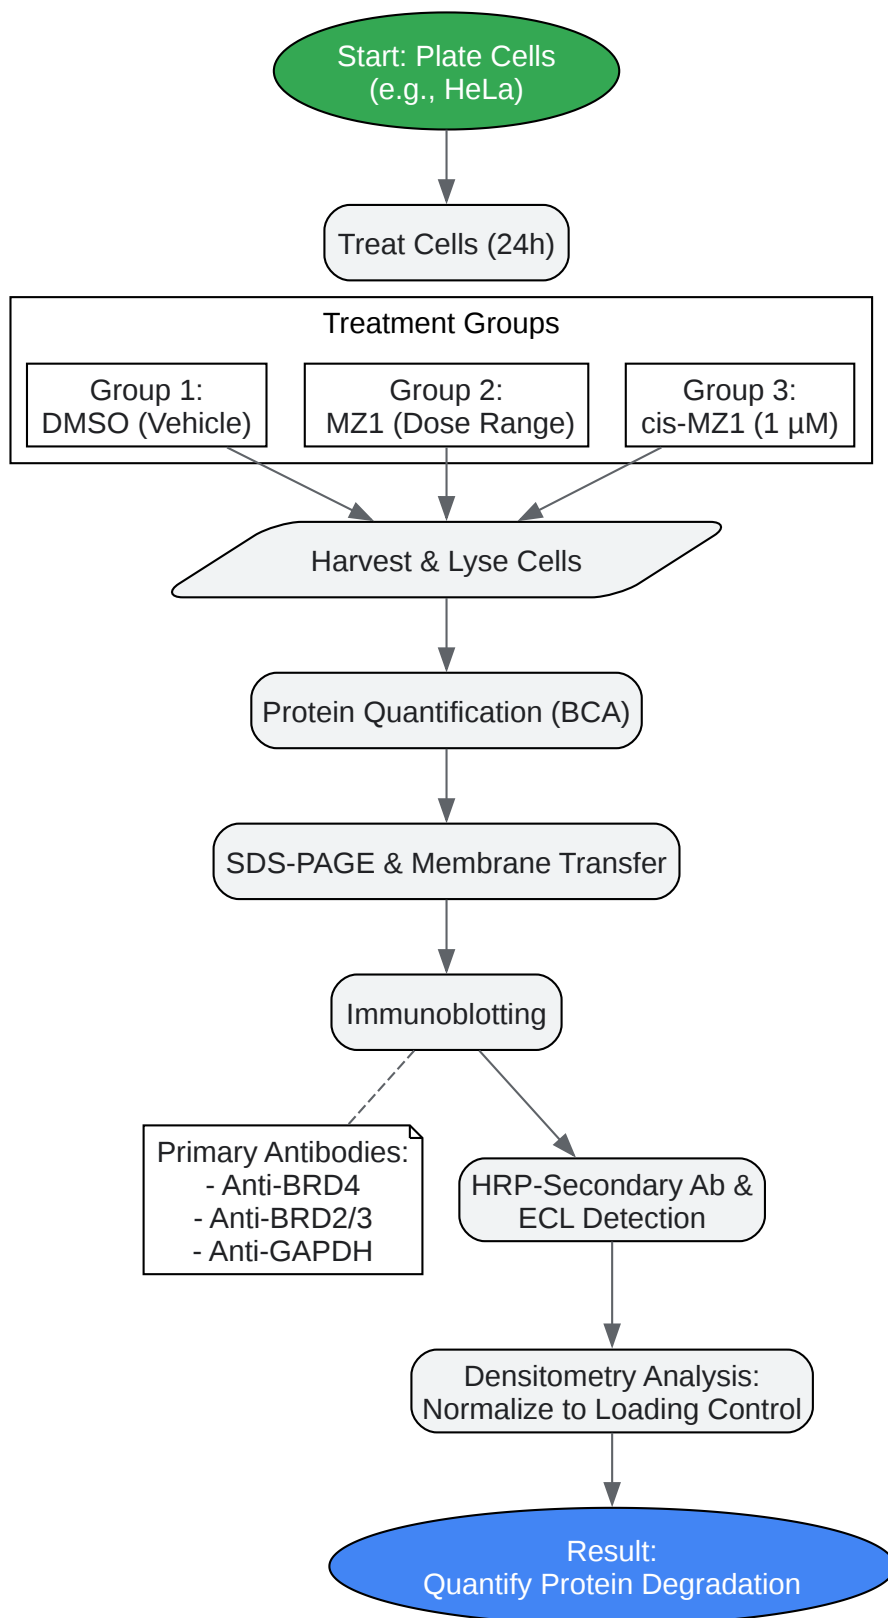 Start: Plate Cells
(e.g., HeLa)
Treat Cells (24h)
Treatment Groups
Group 1:
DMSO (Vehicle)
Group 2:
MZ1 (Dose Range)
Group 3:
cis-MZ1 (1 µM)
Harvest & Lyse Cells
Protein Quantification (BCA)
SDS-PAGE & Membrane Transfer
Immunoblotting
Primary Antibodies:
- Anti-BRD4
- Anti-BRD2/3
- Anti-GAPDH
HRP-Secondary Ab &
ECL Detection
Densitometry Analysis:
Normalize to Loading Control
Result:
Quantify Protein Degradation